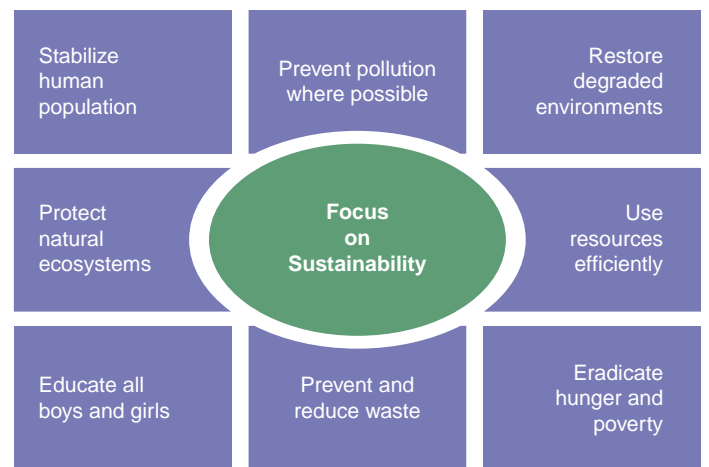 Stabilize
human
population
Prevent pollution
where possible
Restore
degraded
environments
Protect
natural
ecosystems
Focus
on
Sustainability
Use
resources
efficiently
Educate all
boys and girls
Prevent and
reduce waste
Eradicate
hunger and
poverty